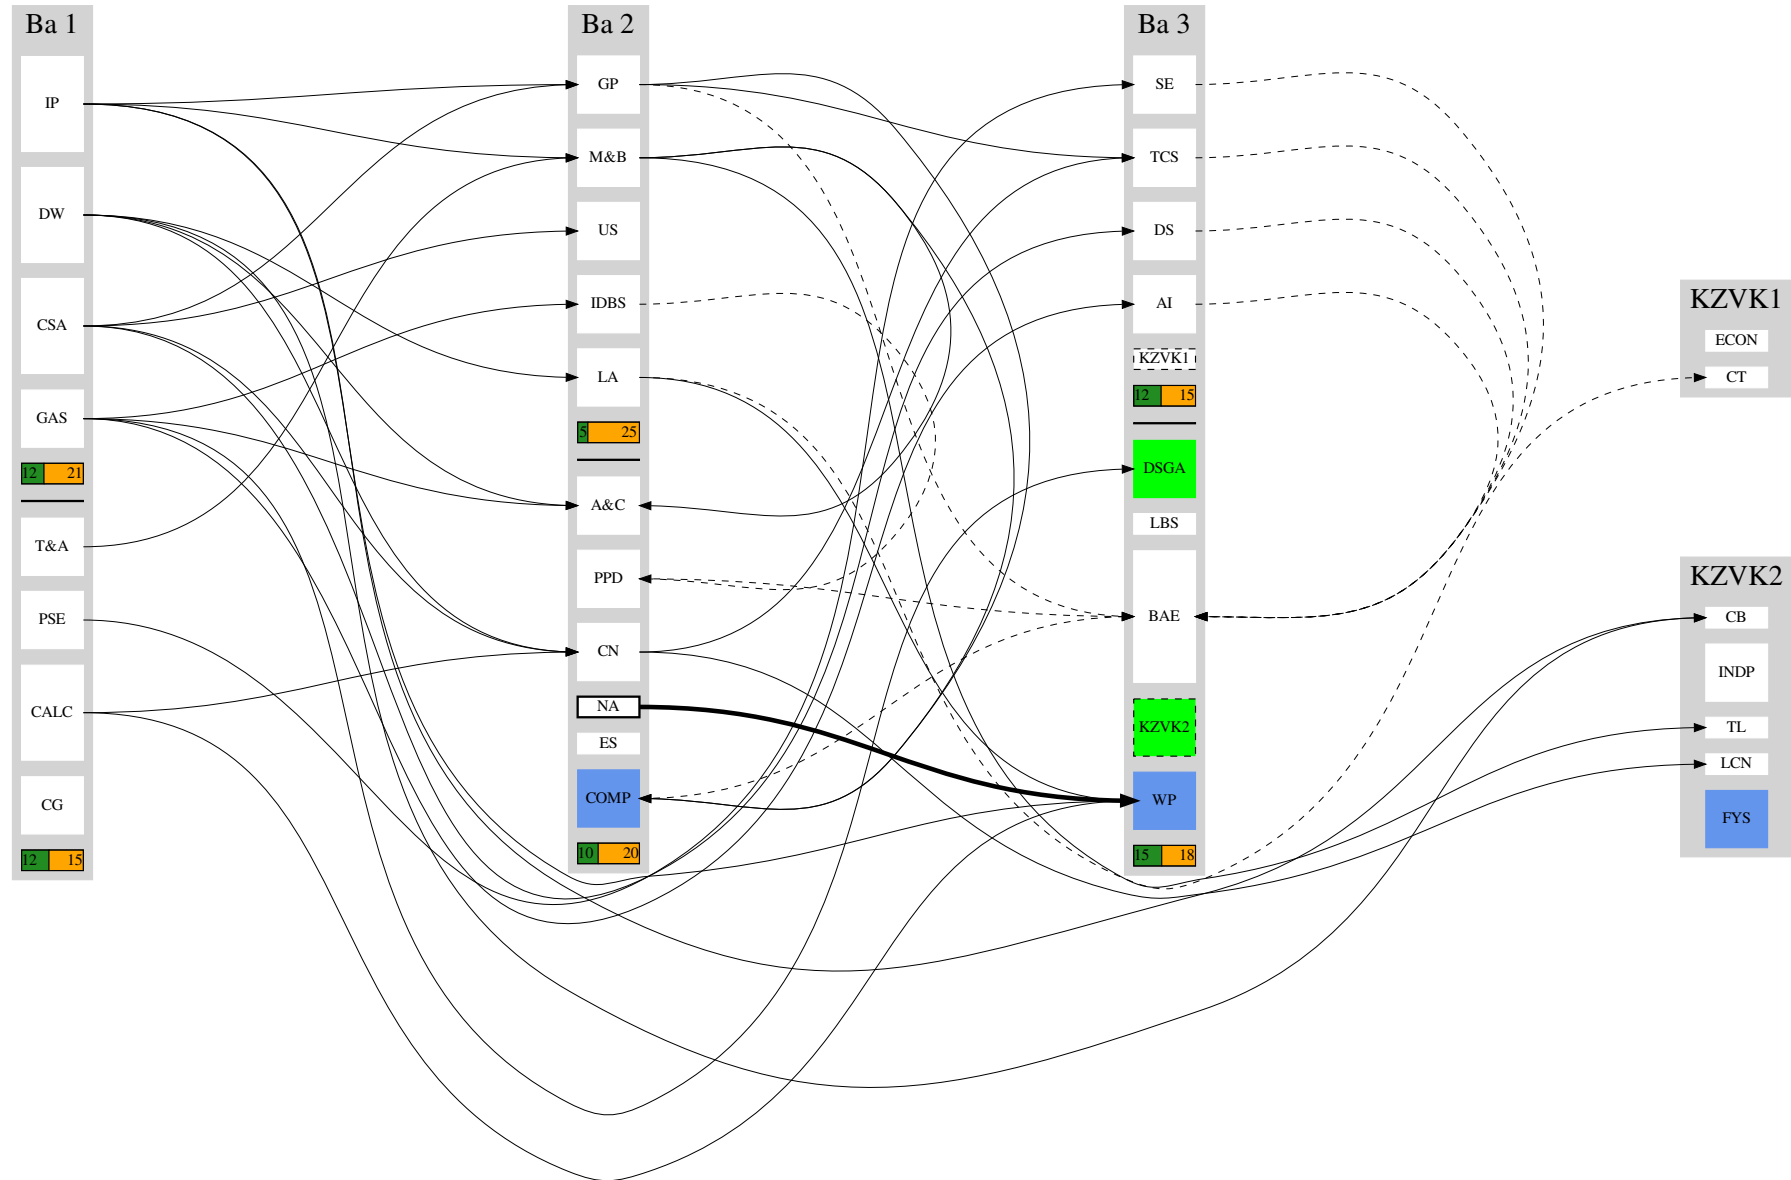 Ba 1
IP
DW
CSA
GAS
12 21
T&A
PSE
CALC
CG
12 15
Ba 2
GP
M&B
US
IDBS
LA
5 25
A&C
PPD
CN
NA
ES
COMP
10 20
Ba 3
SE
TCS
DS
AI
KZVK1
12 15
DSGA
LBS
BAE
KZVK2
WP
15 18
KZVK1
ECON
CT
KZVK2
CB
INDP
TL
LCN
FYS